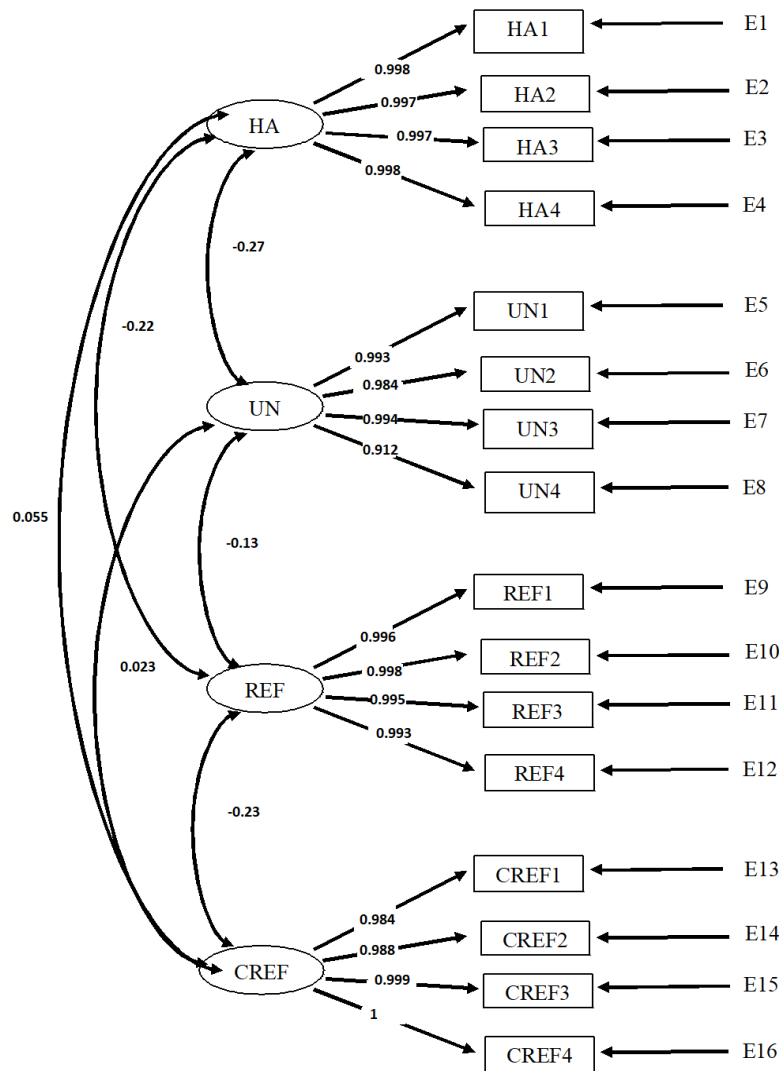 HA1
E1
0.998
HA2
E2
0.997
HA
HA3
E3
0.997
0.998
HA4
E4
-0.27
UN1
E5
-0.22
0.993
UN2
E6
0.984
UN
UN3
E7
0.994
0.912
UN4
E8
0.055
-0.13
REF1
E9
0.996
REF2
E10
0.023
0.998
REF
REF3
E11
0.995
0.993
REF4
E12
-0.23
CREF1
E13
0.984
CREF2
E14
0.988
CREF
CREF3
E15
0.999
1
CREF4
E16